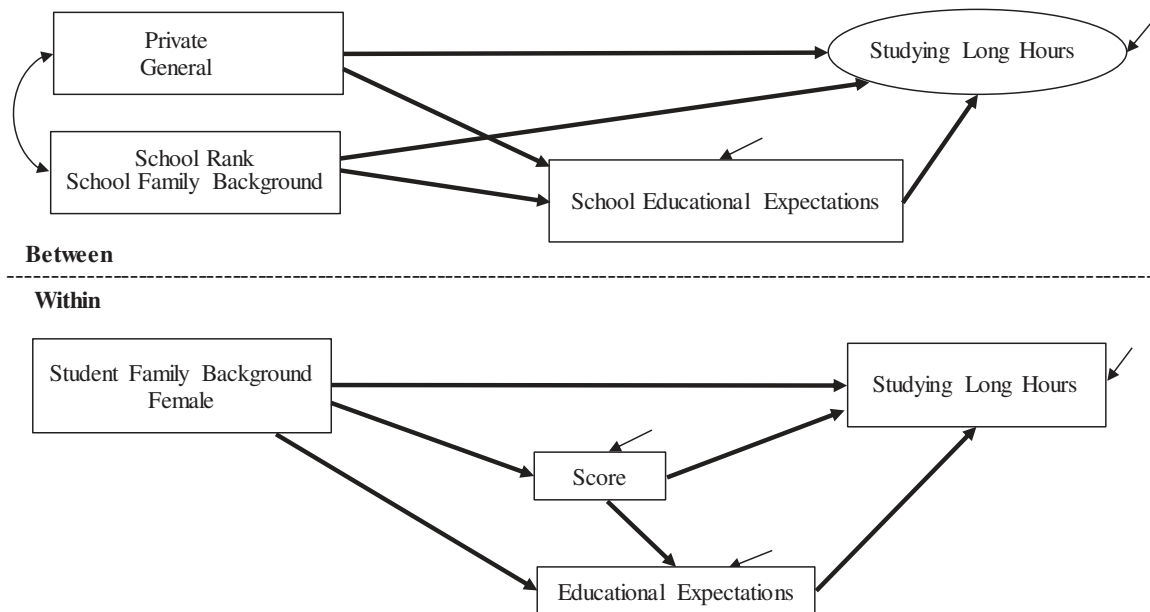 Private
General
Studying Long Hours
School Rank
School Family Background
School Educational Expectations
Between
Within
Student Family Background
Female
Studying Long Hours
Score
Educational Expectations